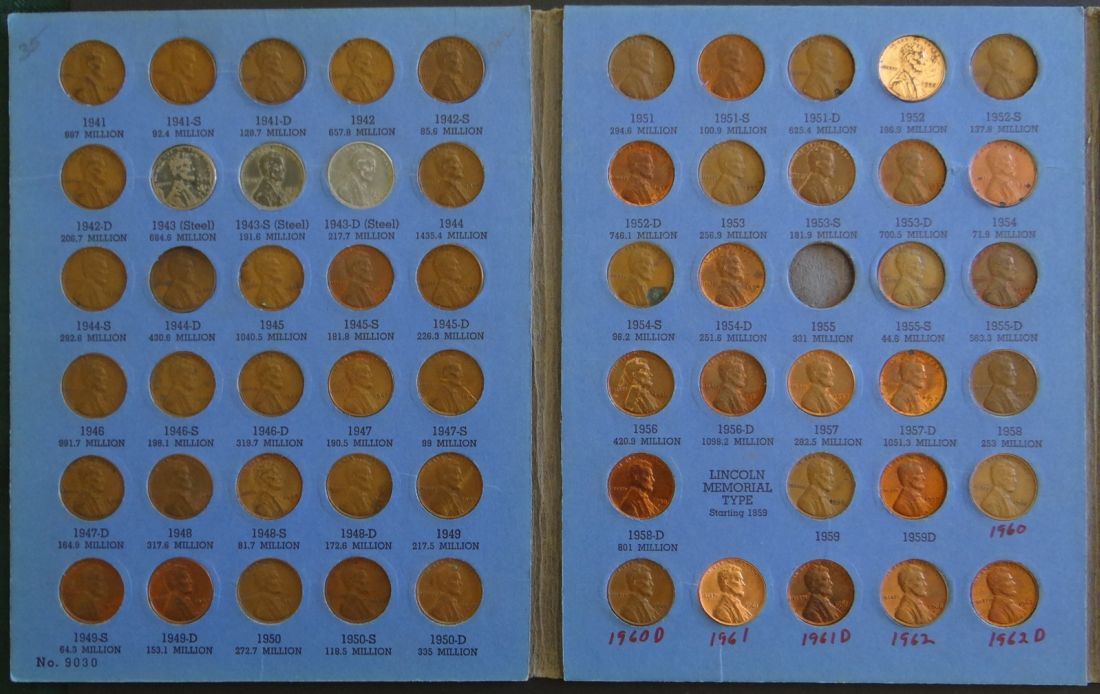 35
1941 1941-S 1941-D 1942 1942-S
887 MILLION 92.4 MILLION 128.7 MILLION 657.8 MILLION 85.6 MILLION
1942-D 1943 (Steel) 1943-S (Steel) 1943-D (Steel) 1944
206.7 MILLION 684.6 MILLION 191.6 MILLION 217.7 MILLION 1435.4 MILLION
1944-S 1944-D 1945 1945-S 1945-D
282.6 MILLION 430.6 MILLION 1040.5 MILLION 181.8 MILLION 226.3 MILLION
1946 1946-S 1946-D 1947 1947-S
991.7 MILLION 198.1 MILLION 319.7 MILLION 190.5 MILLION 99 MILLION
1947-D 1948 1948-S 1948-D 1949
164.9 MILLION 317.6 MILLION 81.7 MILLION 172.6 MILLION 217.5 MILLION
1949-S 1949-D 1950 1950-S 1950-D
64.3 MILLION 153.1 MILLION 272.7 MILLION 118.5 MILLION 335 MILLION
No. 9030
1951 1951-S 1951-D 1952 1952-S
294.6 MILLION 100.9 MILLION 625.4 MILLION 186.9 MILLION 137.8 MILLION
1952-D 1953 1953-S 1953-D 1954
746.1 MILLION 256.9 MILLION 181.9 MILLION 700.5 MILLION 71.9 MILLION
1954-S 1954-D 1955 1955-S 1955-D
96.2 MILLION 251.6 MILLION 331 MILLION 44.6 MILLION 563.3 MILLION
1956 1956-D 1957 1957-D 1958
420.9 MILLION 1098.2 MILLION 282.5 MILLION 1051.3 MILLION 253 MILLION
LINCOLN
MEMORIAL
TYPE
Starting 1959
1958-D 1959 1959D 1960
801 MILLION
1960 D 1961 1961 D 1962 1962 D